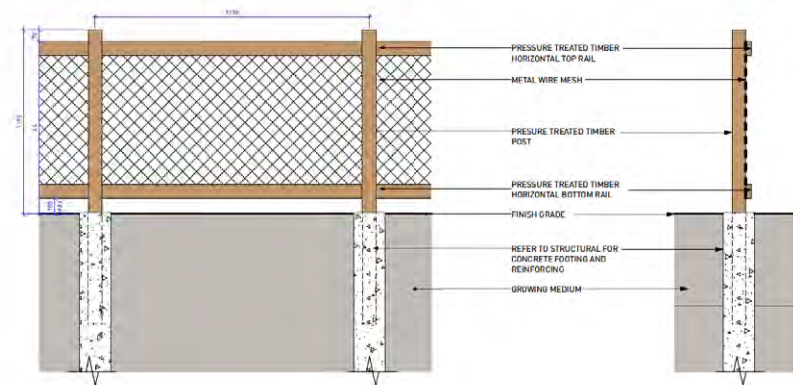 PRESSURE TREATED TIMBER
HORIZONTAL TOP RAIL
METAL WIRE MESH
PRESURE TREATED TIMBER
POST
PRESSURE TREATED TIMBER
HORIZONTAL BOTTOM RAIL
FINISH GRADE
REFER TO STRUCTURAL FOR
CONCRETE FOOTING AND
REINFORCING
GROWING MEDIUM